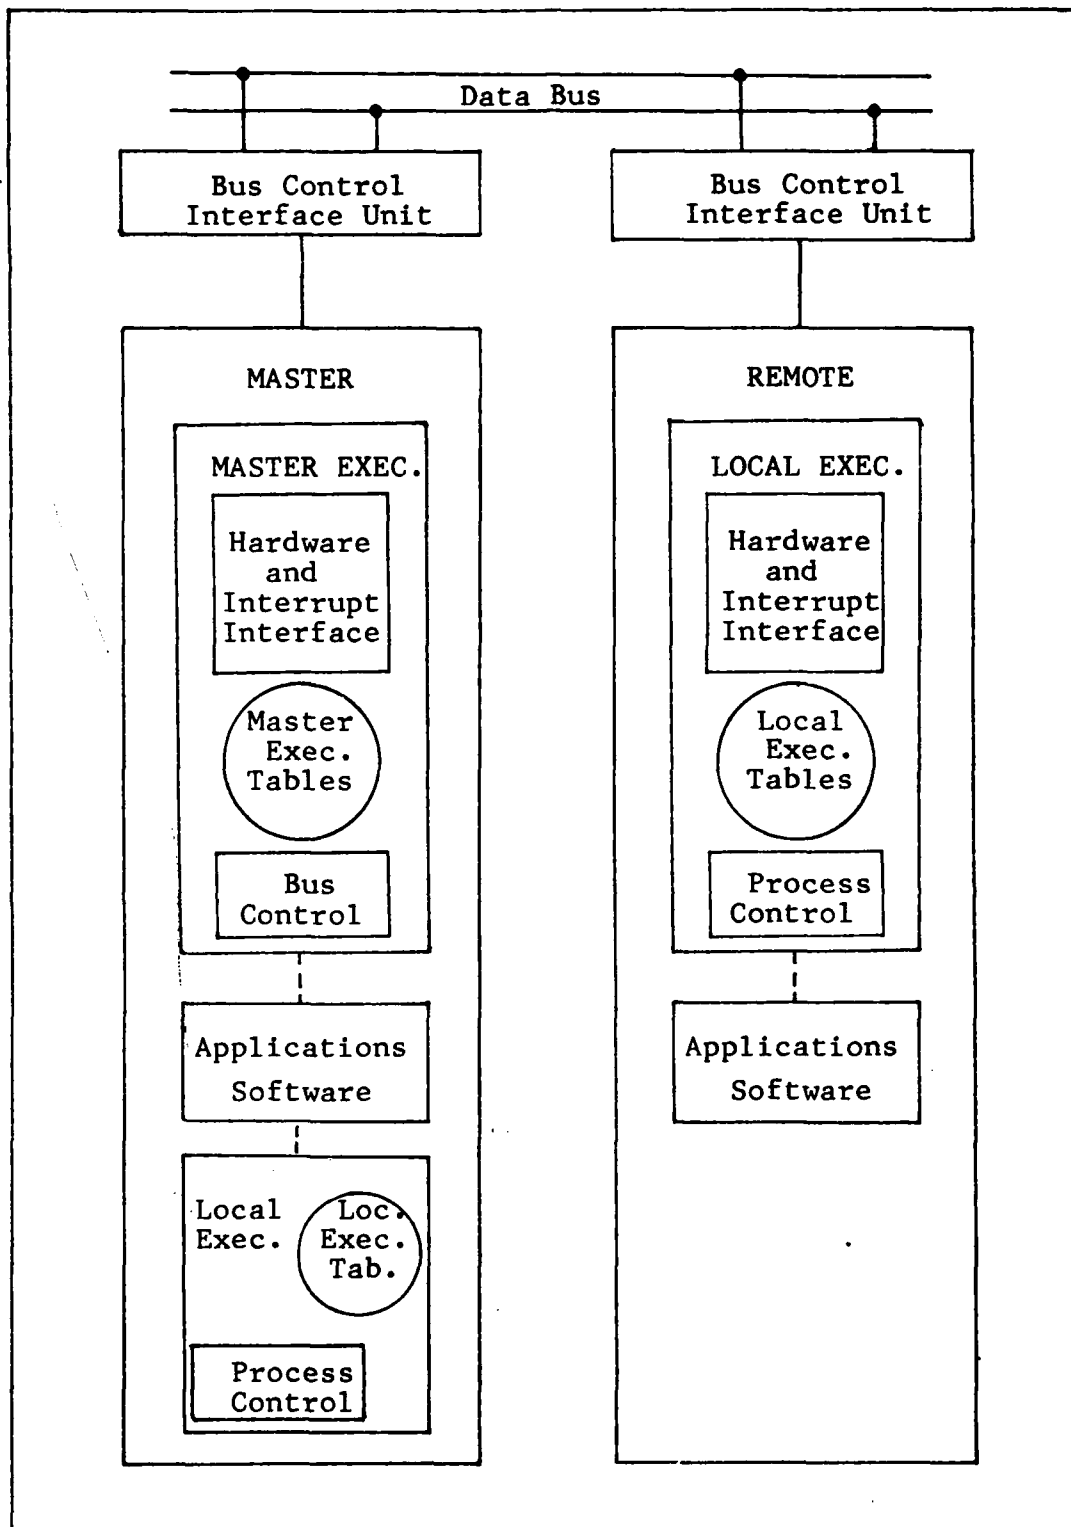 Data Bus
Bus Control
Interface Unit
Bus Control
Interface Unit
MASTER
MASTER EXEC.
Hardware
and
Interrupt
Interface
Master
Exec.
Tables
Bus
Control
Applications
Software
Local
Exec.
Loc.
Exec.
Tab.
Process
Control
REMOTE
LOCAL EXEC.
Hardware
and
Interrupt
Interface
Local
Exec.
Tables
Process
Control
Applications
Software